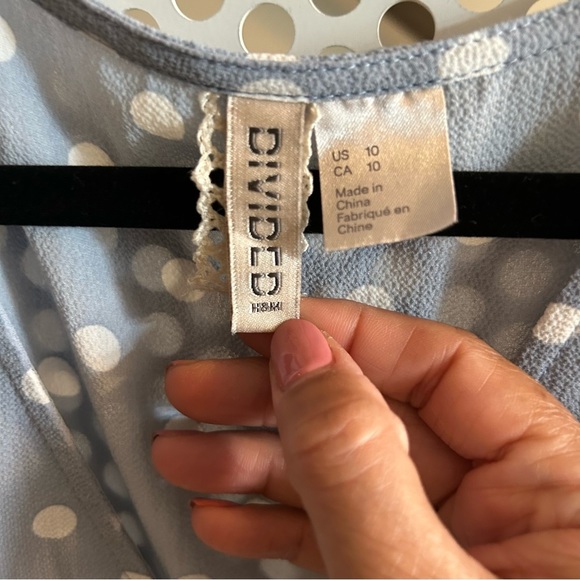 DIVIDED
H&M
US 10
CA 10
Made in
China
Fabriqué en
Chine